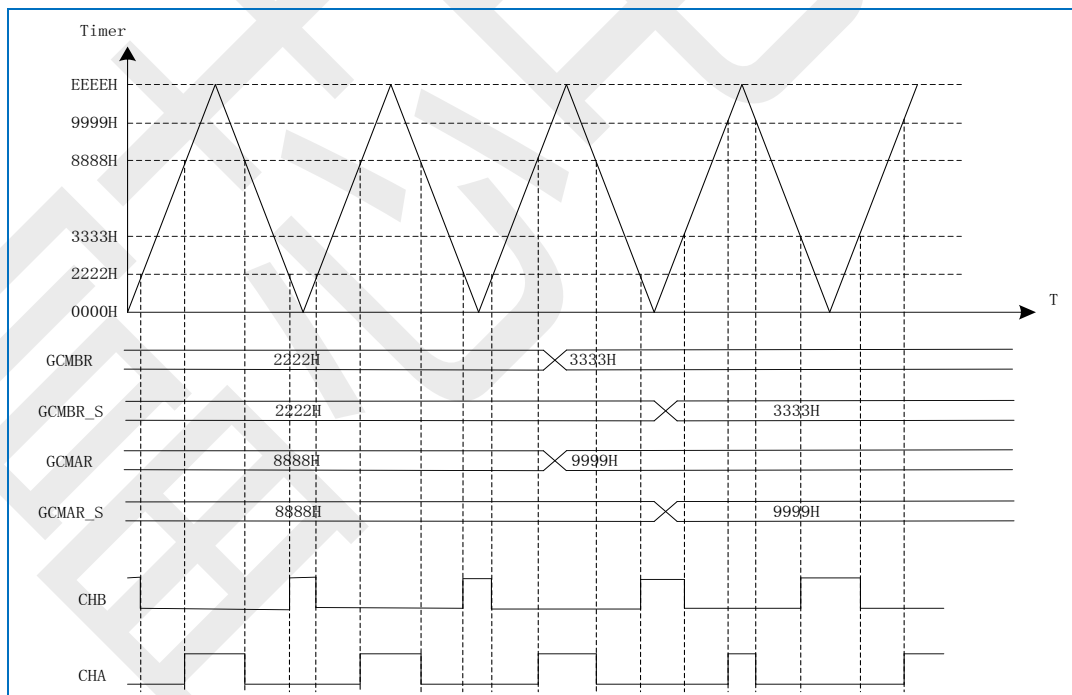 Timer
EEEEH
9999H
8888H
3333H
2222H
0000H
T
GCMBR 2222H 3333H
GCMBR_S 2222H 3333H
GCMAR 8888H 9999H
GCMAR_S 8888H 9999H
CHB
CHA